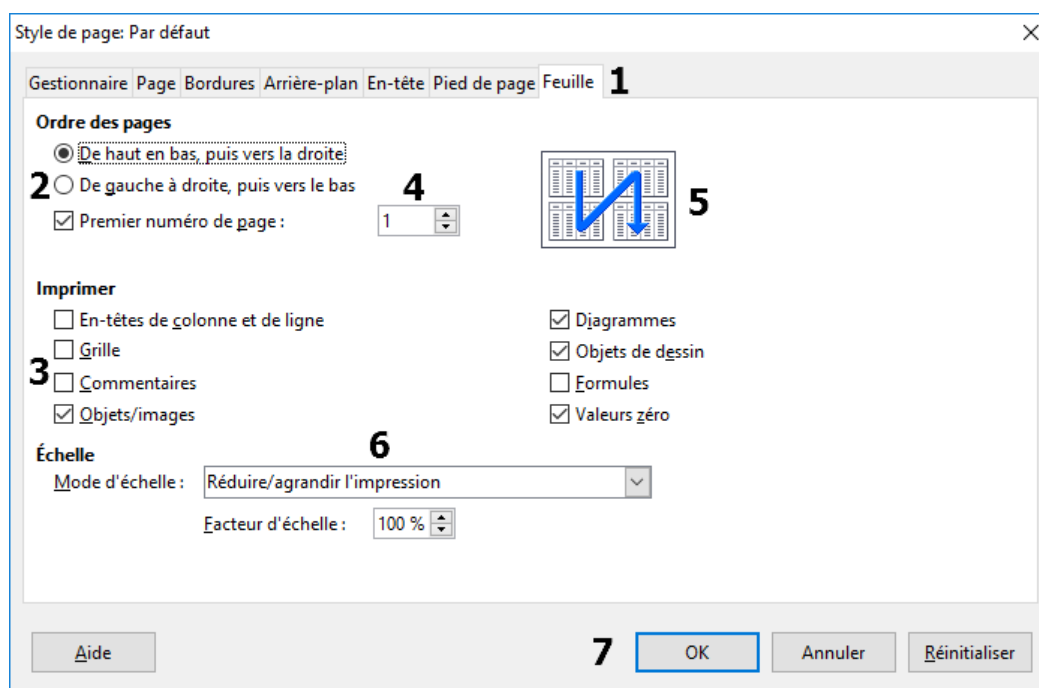 Style de page: Par défaut
Gestionnaire Page Bordures Arrière-plan En-tête Pied de page Feuille 1
Ordre des pages
De haut en bas, puis vers la droite
2 De gauche à droite, puis vers le bas 4
Premier numéro de page : 1
5
Imprimer
En-têtes de colonne et de ligne Diagrammes
Grille Objets de dessin
3 Commentaires Formules
Objets/images Valeurs zéro
6
Échelle
Mode d'échelle : Réduire/agrandir l'impression
Facteur d'échelle : 100 %
Aide 7 OK Annuler Réinitialiser